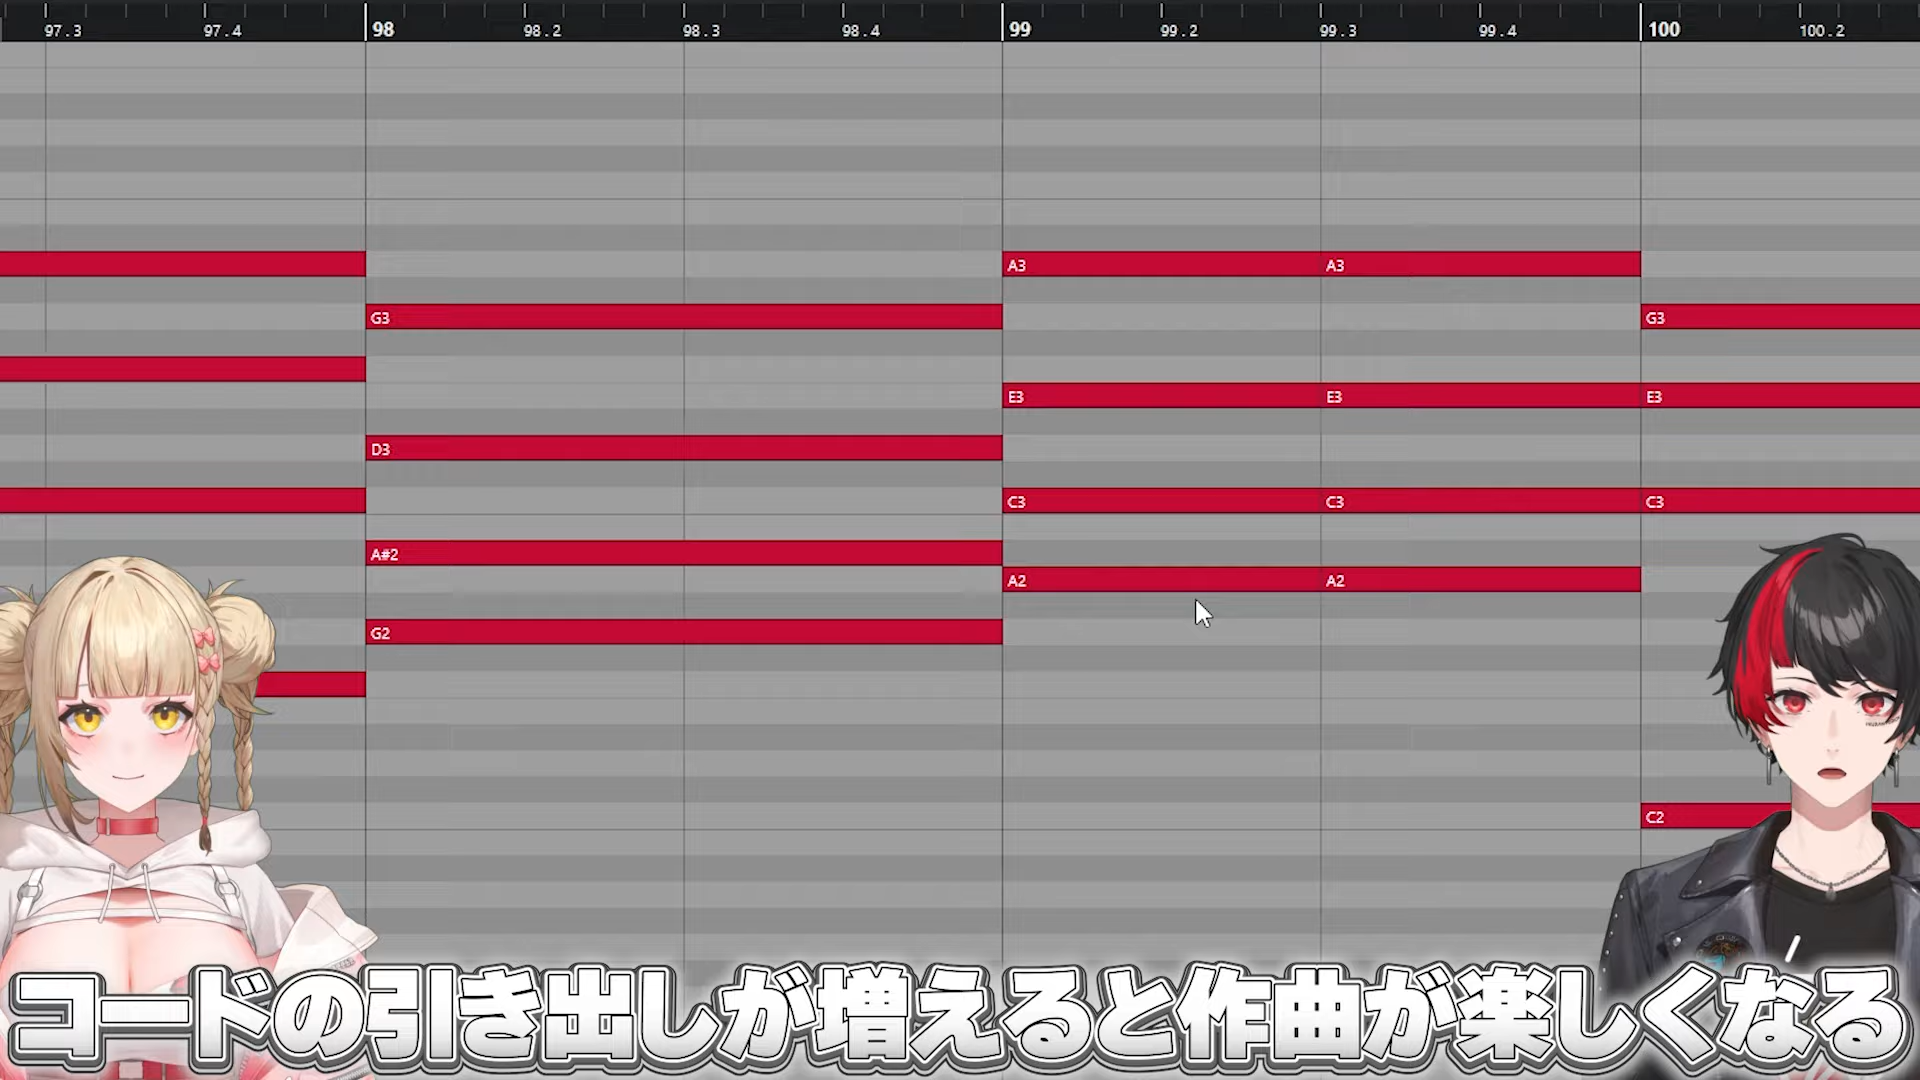 97.3 97.4 98 98.2 98.3 98.4 99 99.2 99.3 99.4 100 100.2
A3 A3
G3 G3
E3 E3 E3
D3
C3 C3 C3
A#2
A2 A2
G2
C2
コードの引き出しが増えると作曲が楽しくなる